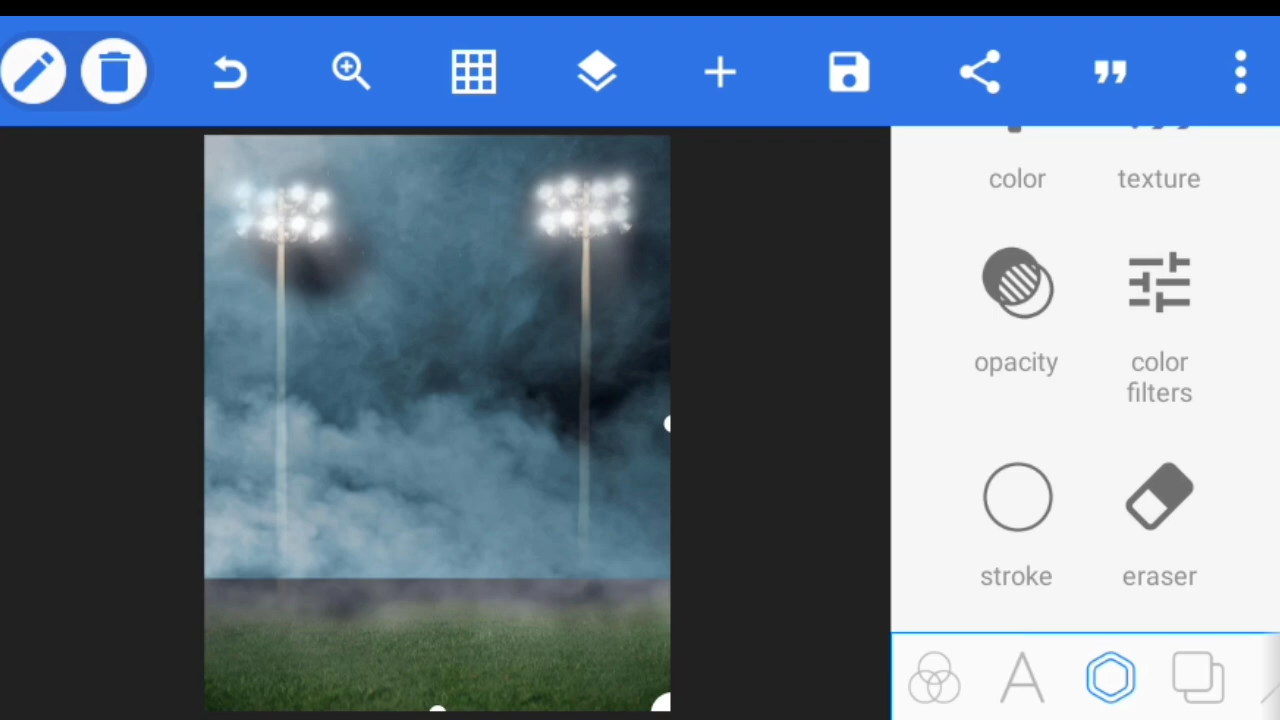 color
texture
opacity
color
filters
stroke
eraser